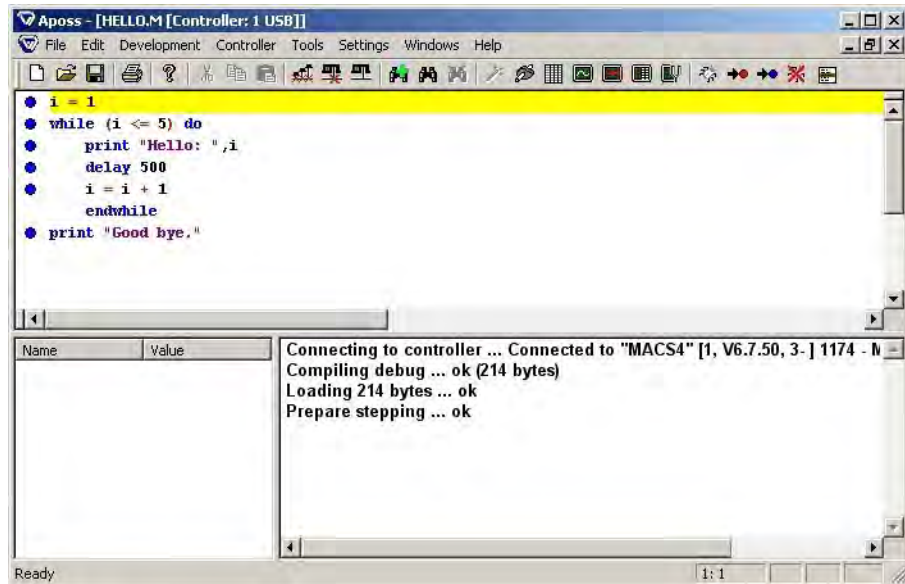 Aposs - [HELLO.M [Controller: 1 USB]]
File Edit Development Controller Tools Settings Windows Help
i = 1
while (i <= 5) do
print "Hello: ",i
delay 500
i = i + 1
endwhile
print "Good bye."
Name Value
Connecting to controller ... Connected to "MACS4" [1, V6.7.50, 3- ] 1174 - M
Compiling debug ... ok (214 bytes)
Loading 214 bytes ... ok
Prepare stepping ... ok
Ready 1: 1